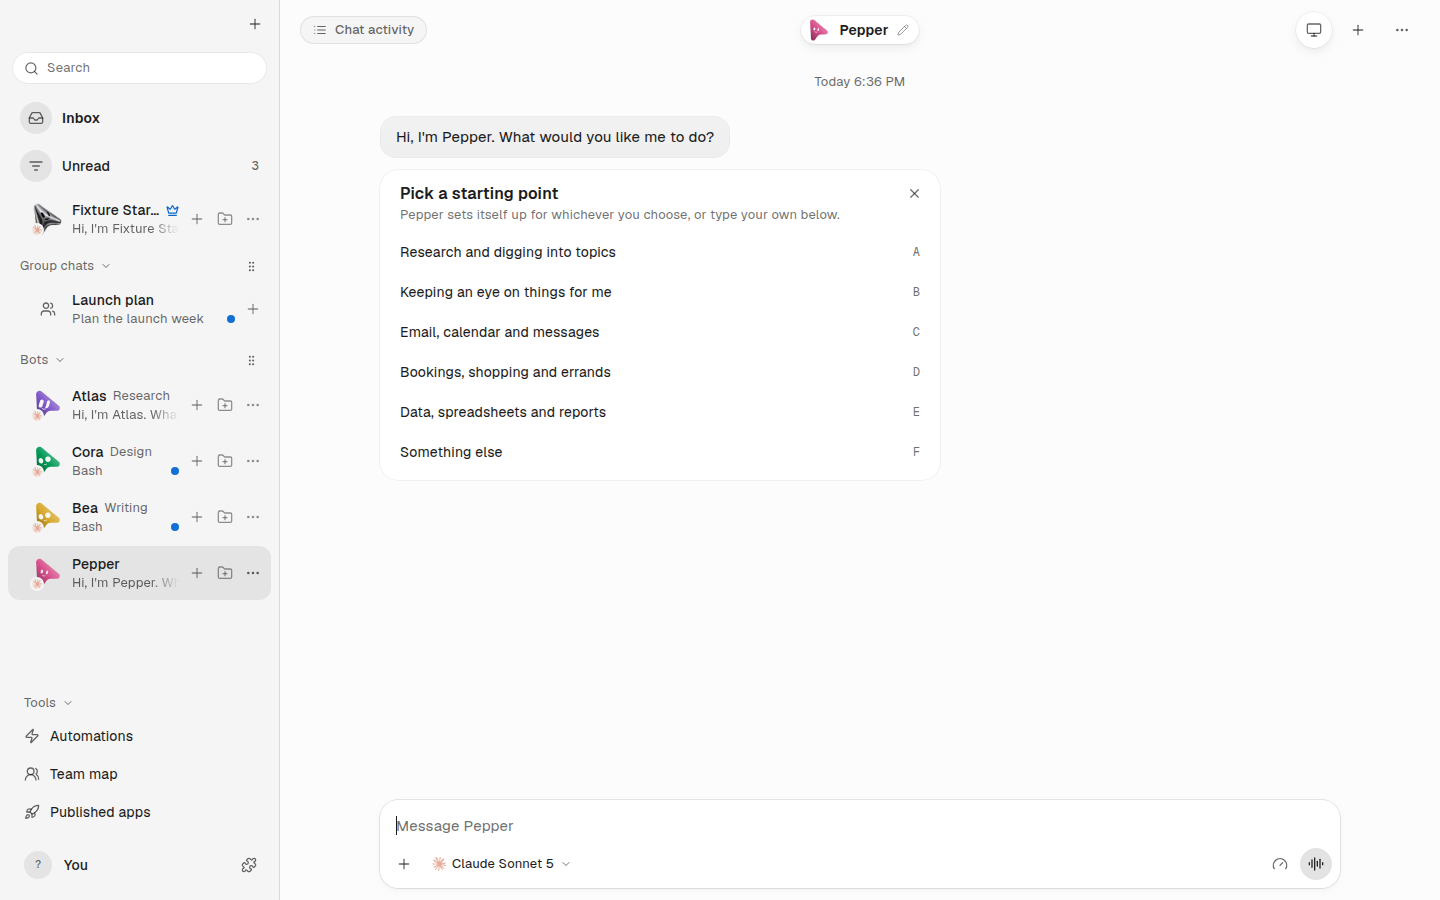 Search
Inbox
Unread 3
Fixture Star...
Hi, I'm Fixture Sta
Group chats
Launch plan
Plan the launch week
Bots
Atlas Research
Hi, I'm Atlas. Wha
Cora Design
Bash
Bea Writing
Bash
Pepper
Hi, I'm Pepper. W
Tools
Automations
Team map
Published apps
? You
Chat activity
Pepper
Today 6:36 PM
Hi, I'm Pepper. What would you like me to do?
Pick a starting point
Pepper sets itself up for whichever you choose, or type your own below.
Research and digging into topics A
Keeping an eye on things for me B
Email, calendar and messages C
Bookings, shopping and errands D
Data, spreadsheets and reports E
Something else F
Message Pepper
Claude Sonnet 5